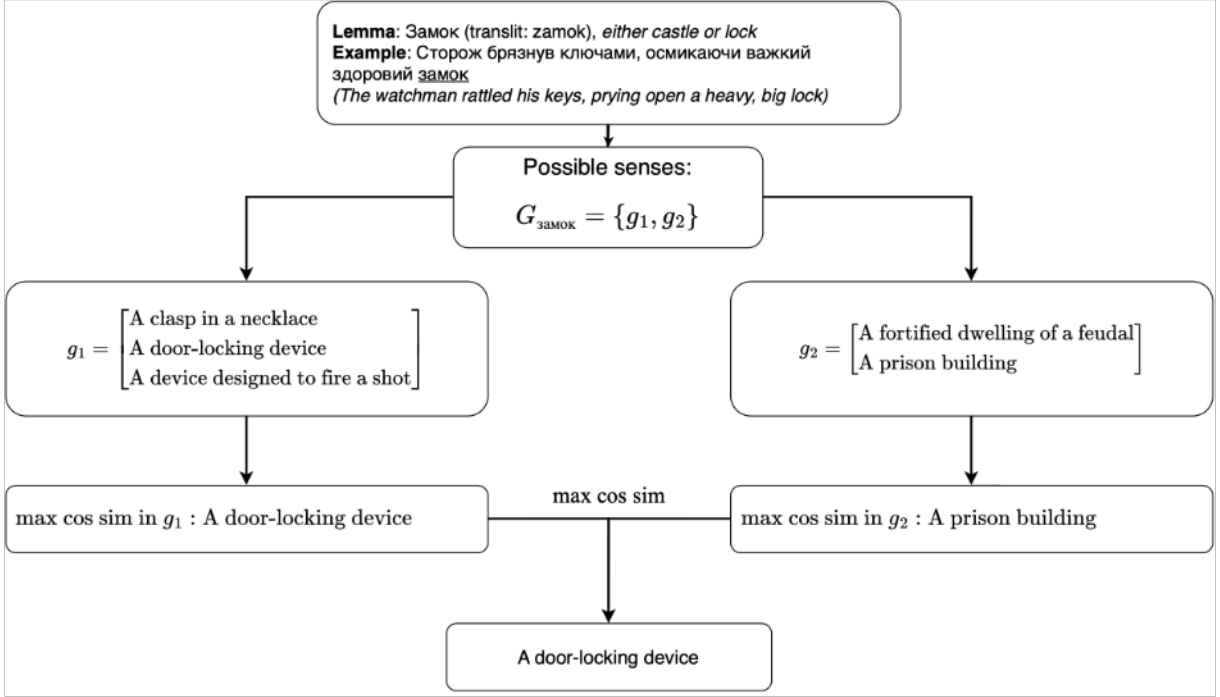 Lemma: Замок (translit: zamok), either castle or lock
Example: Сторож брязнув ключами, осмикаючи важкий
здоровий замок
(The watchman rattled his keys, prying open a heavy, big lock)
Possible senses:
G_замок = {g₁, g₂}
g₁ = [A clasp in a necklace
A door-locking device
A device designed to fire a shot]
g₂ = [A fortified dwelling of a feudal
A prison building]
max cos sim in g₁ : A door-locking device
max cos sim
max cos sim in g₂ : A prison building
A door-locking device